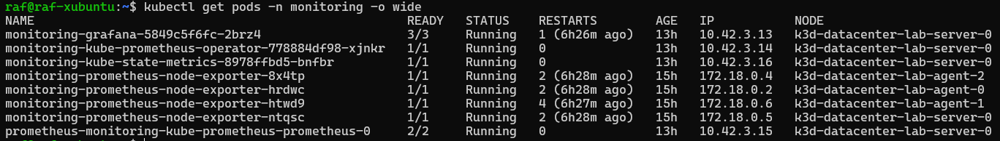 raf@raf-xubuntu:~$ kubectl get pods -n monitoring -o wide
NAME READY STATUS RESTARTS AGE IP NODE
monitoring-grafana-5849c5f6fc-2brz4 3/3 Running 1 (6h26m ago) 13h 10.42.3.13 k3d-datacenter-lab-server-0
monitoring-kube-prometheus-operator-778884df98-xjnkr 1/1 Running 0 13h 10.42.3.14 k3d-datacenter-lab-server-0
monitoring-kube-state-metrics-8978ffbd5-bnfbr 1/1 Running 0 13h 10.42.3.16 k3d-datacenter-lab-server-0
monitoring-prometheus-node-exporter-8x4tp 1/1 Running 2 (6h28m ago) 15h 172.18.0.4 k3d-datacenter-lab-agent-2
monitoring-prometheus-node-exporter-hrdwc 1/1 Running 2 (6h28m ago) 15h 172.18.0.2 k3d-datacenter-lab-agent-0
monitoring-prometheus-node-exporter-htwd9 1/1 Running 4 (6h27m ago) 15h 172.18.0.6 k3d-datacenter-lab-agent-1
monitoring-prometheus-node-exporter-ntqsc 1/1 Running 2 (6h28m ago) 15h 172.18.0.5 k3d-datacenter-lab-server-0
prometheus-monitoring-kube-prometheus-prometheus-0 2/2 Running 0 13h 10.42.3.15 k3d-datacenter-lab-server-0